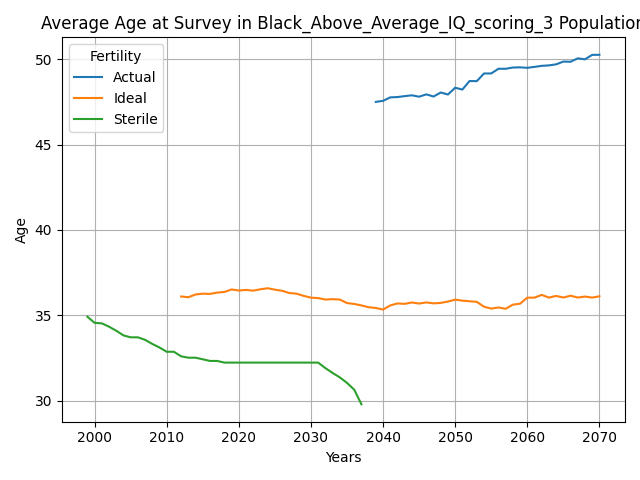 Average Age at Survey in Black_Above_Average_IQ_scoring_3 Population
Fertility
Actual
Ideal
Sterile
Age
50
45
40
35
30
2000 2010 2020 2030 2040 2050 2060 2070
Years